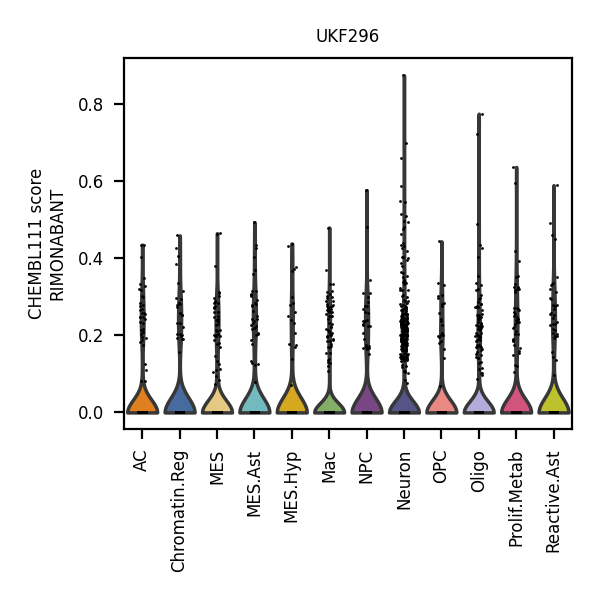 UKF296
CHEMBL111 score
RIMONABANT
0.8
0.6
0.4
0.2
0.0
AC
Chromatin.Reg
MES
MES.Ast
MES.Hyp
Mac
NPC
Neuron
OPC
Oligo
Prolif.Metab
Reactive.Ast